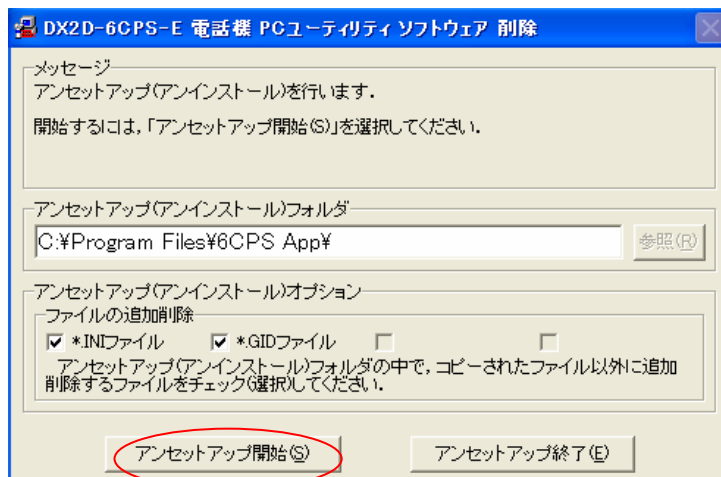 DX2D-6CPS-E 電話機 PCユーティリティ ソフトウェア 削除
メッセージ
アンセットアップ(アンインストール)を行います.
開始するには,「アンセットアップ開始(S)」を選択してください.
アンセットアップ(アンインストール)フォルダ
C:¥Program Files¥6CPS App¥
参照(R)
アンセットアップ(アンインストール)オプション
ファイルの追加削除
*.INIファイル *.GIDファイル
アンセットアップ(アンインストール)フォルダの中で,コピーされたファイル以外に追加
削除するファイルをチェック(選択)してください.
アンセットアップ開始(S) アンセットアップ終了(E)